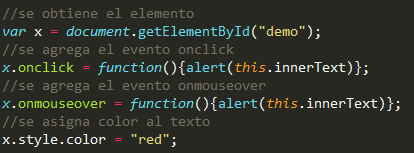 //se obtiene el elemento
var x = document.getElementById("demo");
//se agrega el evento onclick
x.onclick = function(){alert(this.innerText)};
//se agrega el evento onmouseover
x.onmouseover = function(){alert(this.innerText)};
//se asigna color al texto
x.style.color = "red";